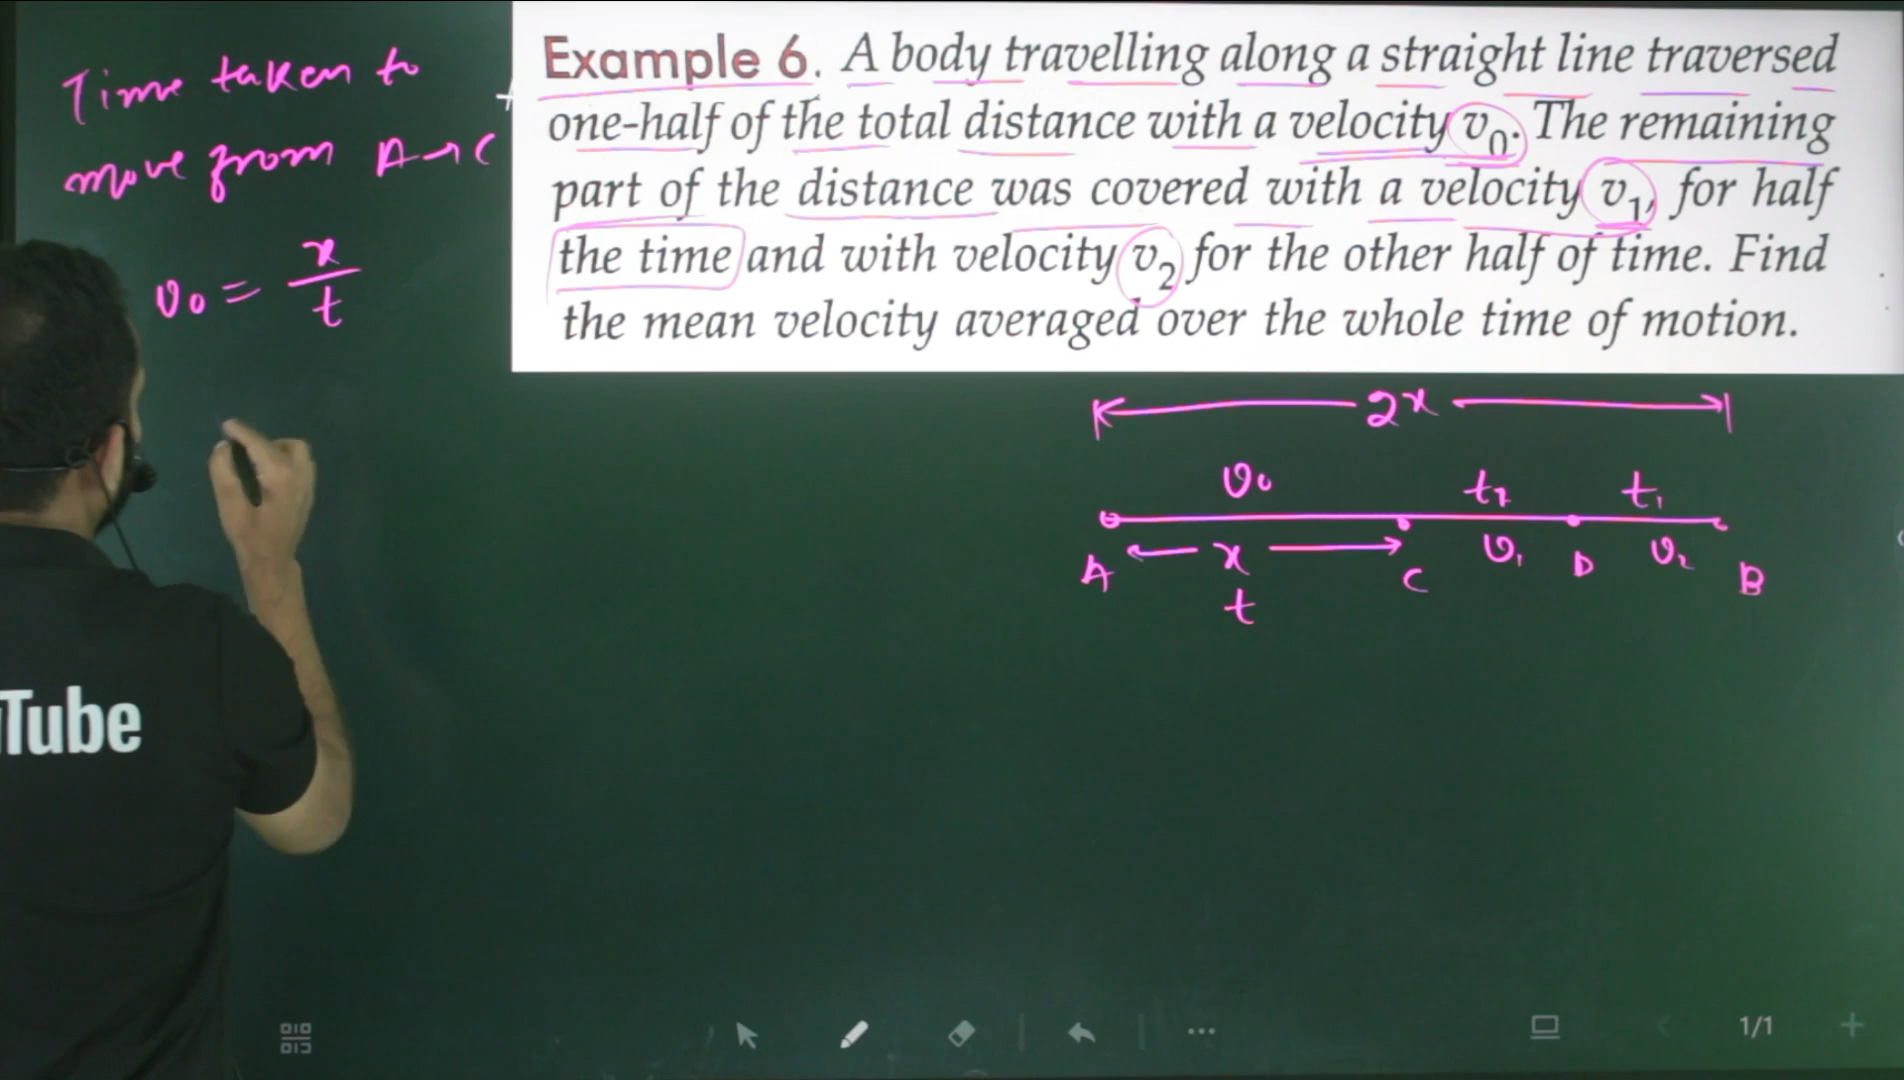 Time taken to
move from A→C
v₀ = x/t
Example 6. A body travelling along a straight line traversed
one-half of the total distance with a velocity v₀. The remaining
part of the distance was covered with a velocity v₁, for half
the time and with velocity v₂ for the other half of time. Find
the mean velocity averaged over the whole time of motion.
2x
v₀ t₁ t₁
A x C v₁ D v₂ B
t
Tube
1/1